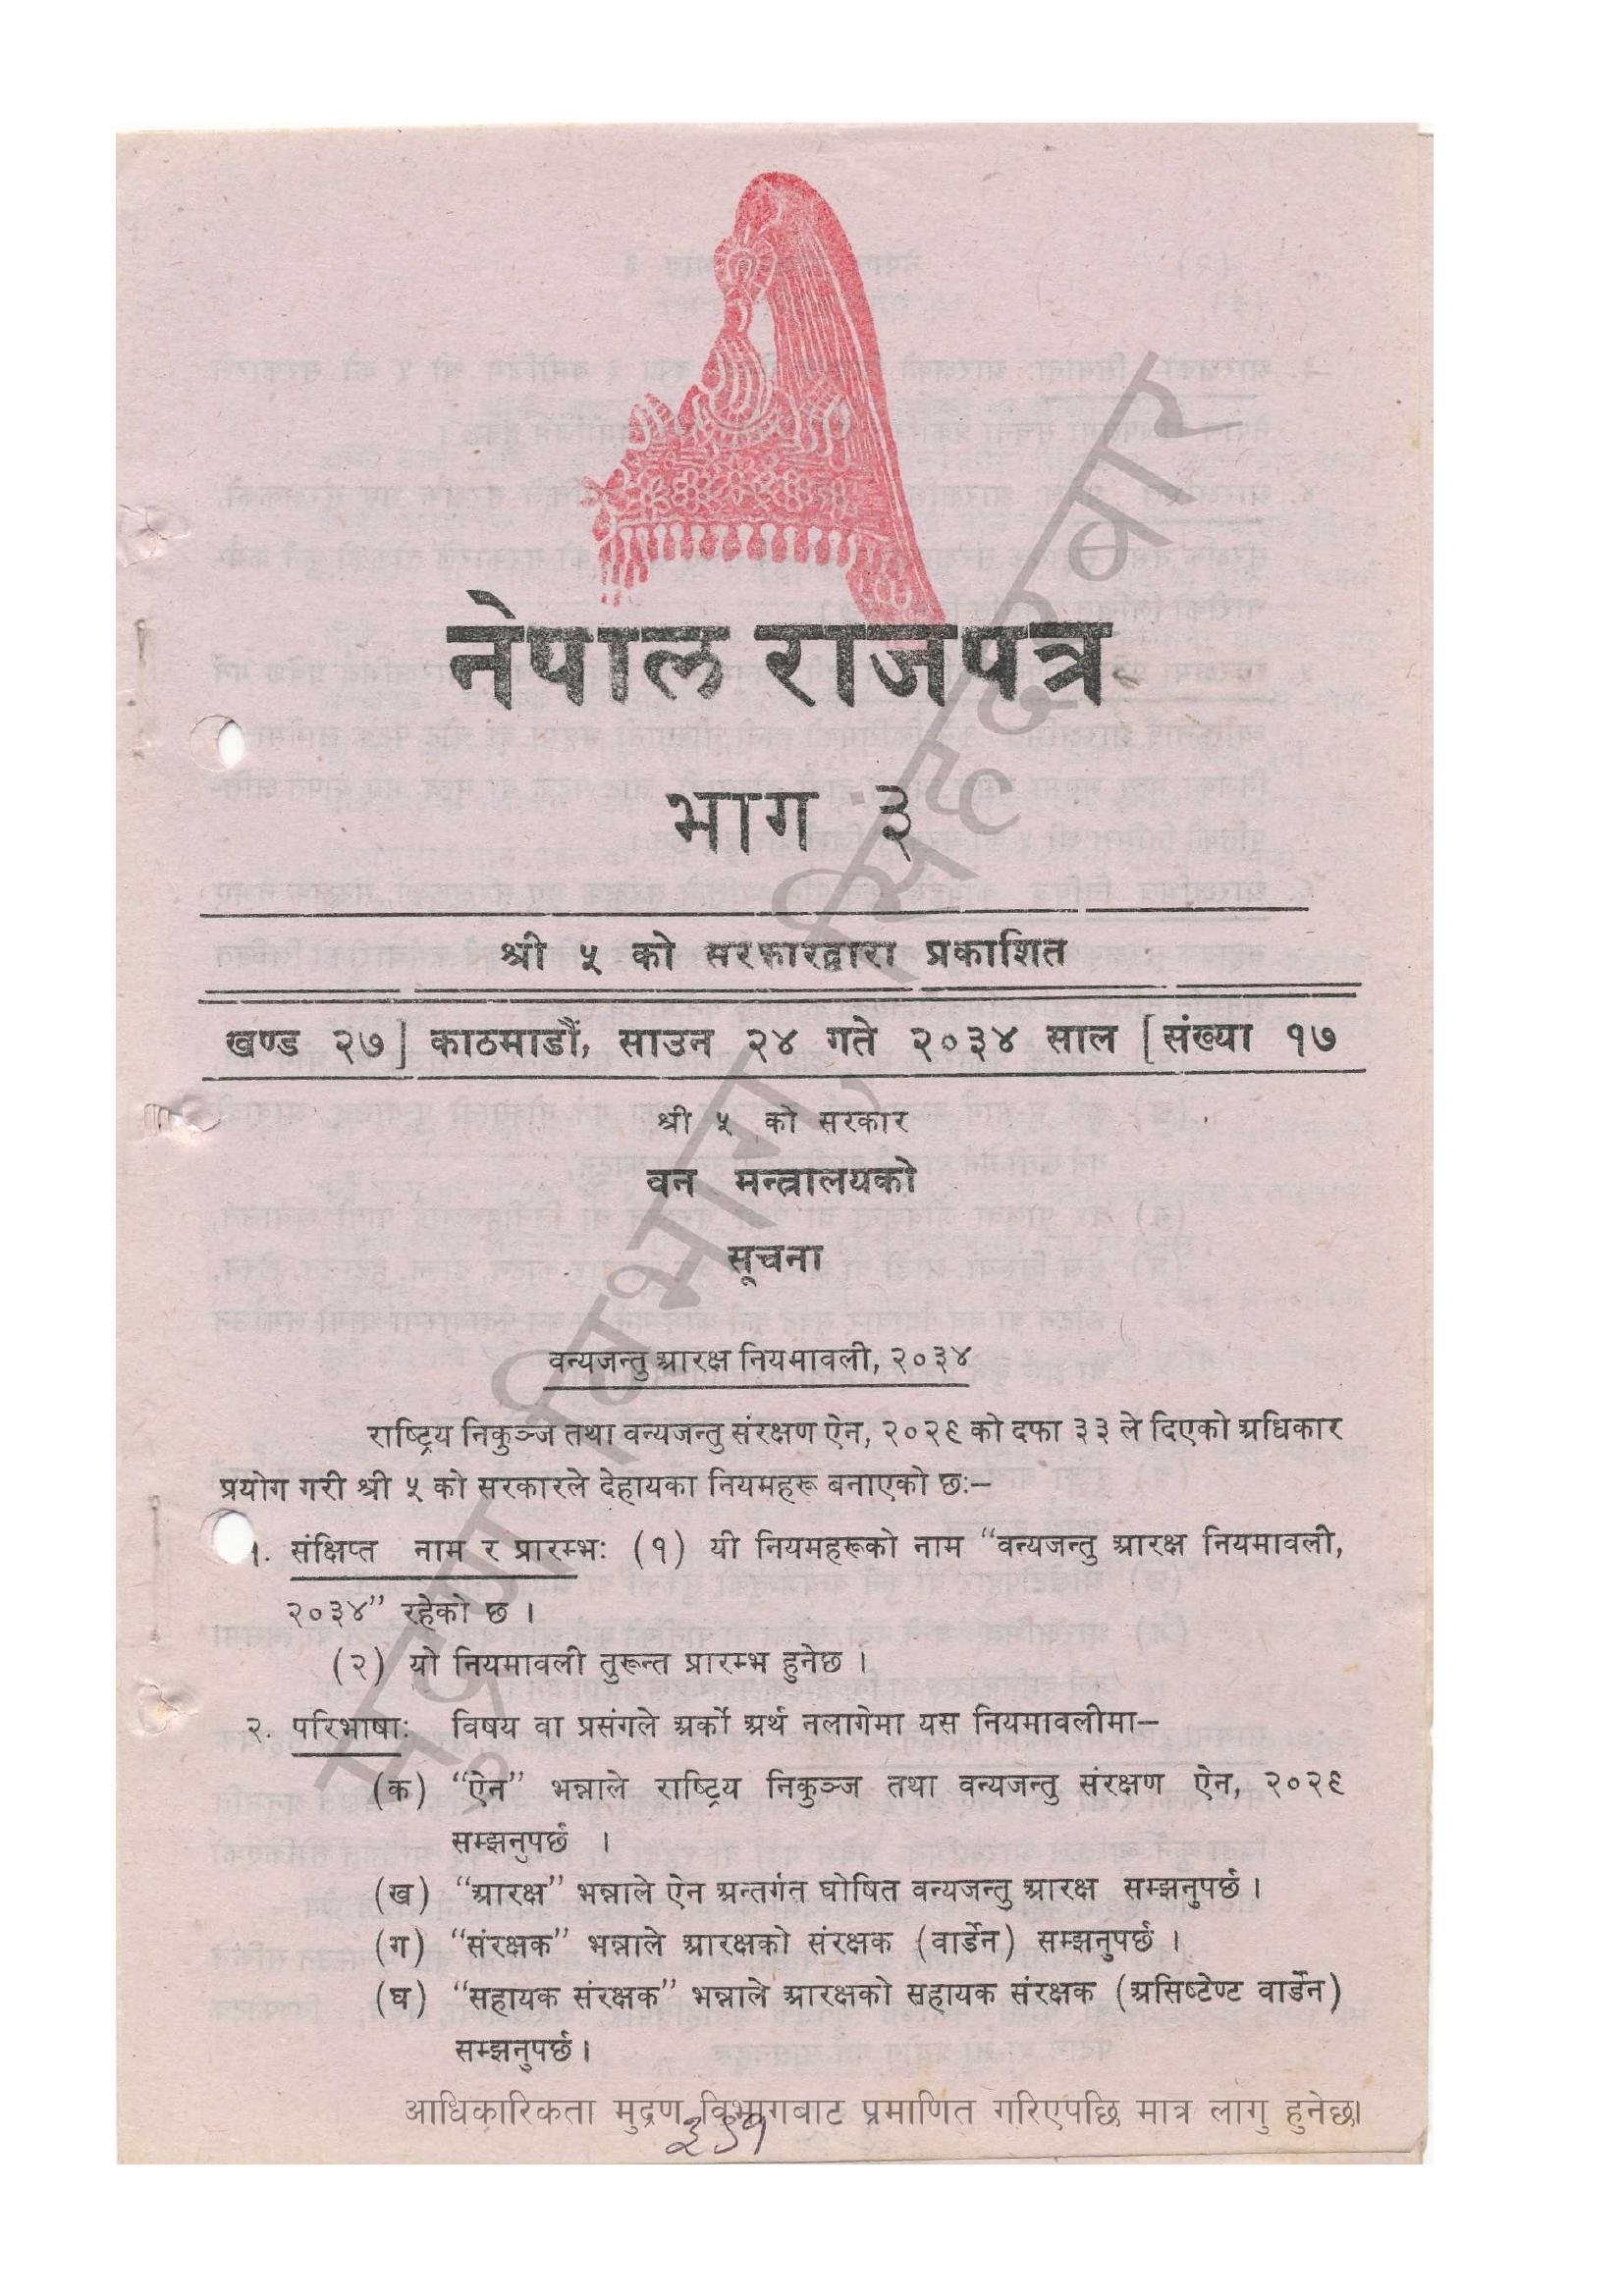 नेपाल राजपत्र
भाग ३
श्री ५ को सरकारद्वारा प्रकाशित
खण्ड २७] काठमाडौं, साउन २४ गते २०३४ साल [संख्या १७
श्री ५ को सरकार
वन मन्त्रालयको
सूचना
वन्यजन्तु आरक्ष नियमावली, २०३४
राष्ट्रिय निकुञ्ज तथा वन्यजन्तु संरक्षण ऐन, २०२९ को दफा ३३ ले दिएको अधिकार
प्रयोग गरी श्री ५ को सरकारले देहायका नियमहरू बनाएको छः–
१. संक्षिप्त नाम र प्रारम्भः (१) यी नियमहरूको नाम “वन्यजन्तु आरक्ष नियमावली,
२०३४” रहेको छ ।
(२) यो नियमावली तुरून्त प्रारम्भ हुनेछ ।
२. परिभाषाः विषय वा प्रसंगले अर्को अर्थ नलागेमा यस नियमावलीमा–
(क) “ऐन” भन्नाले राष्ट्रिय निकुञ्ज तथा वन्यजन्तु संरक्षण ऐन, २०२९
सम्झनुपर्छ ।
(ख) “आरक्ष” भन्नाले ऐन अन्तर्गत घोषित वन्यजन्तु आरक्ष सम्झनुपर्छ ।
(ग) “संरक्षक” भन्नाले आरक्षको संरक्षक (वार्डेन) सम्झनुपर्छ ।
(घ) “सहायक संरक्षक” भन्नाले आरक्षको सहायक संरक्षक (असिष्टेण्ट वार्डेन)
सम्झनुपर्छ ।
आधिकारिकता मुद्रण विभागबाट प्रमाणित गरिएपछि मात्र लागु हुनेछ।
मुद्रण विभाग, सिंहदरवार